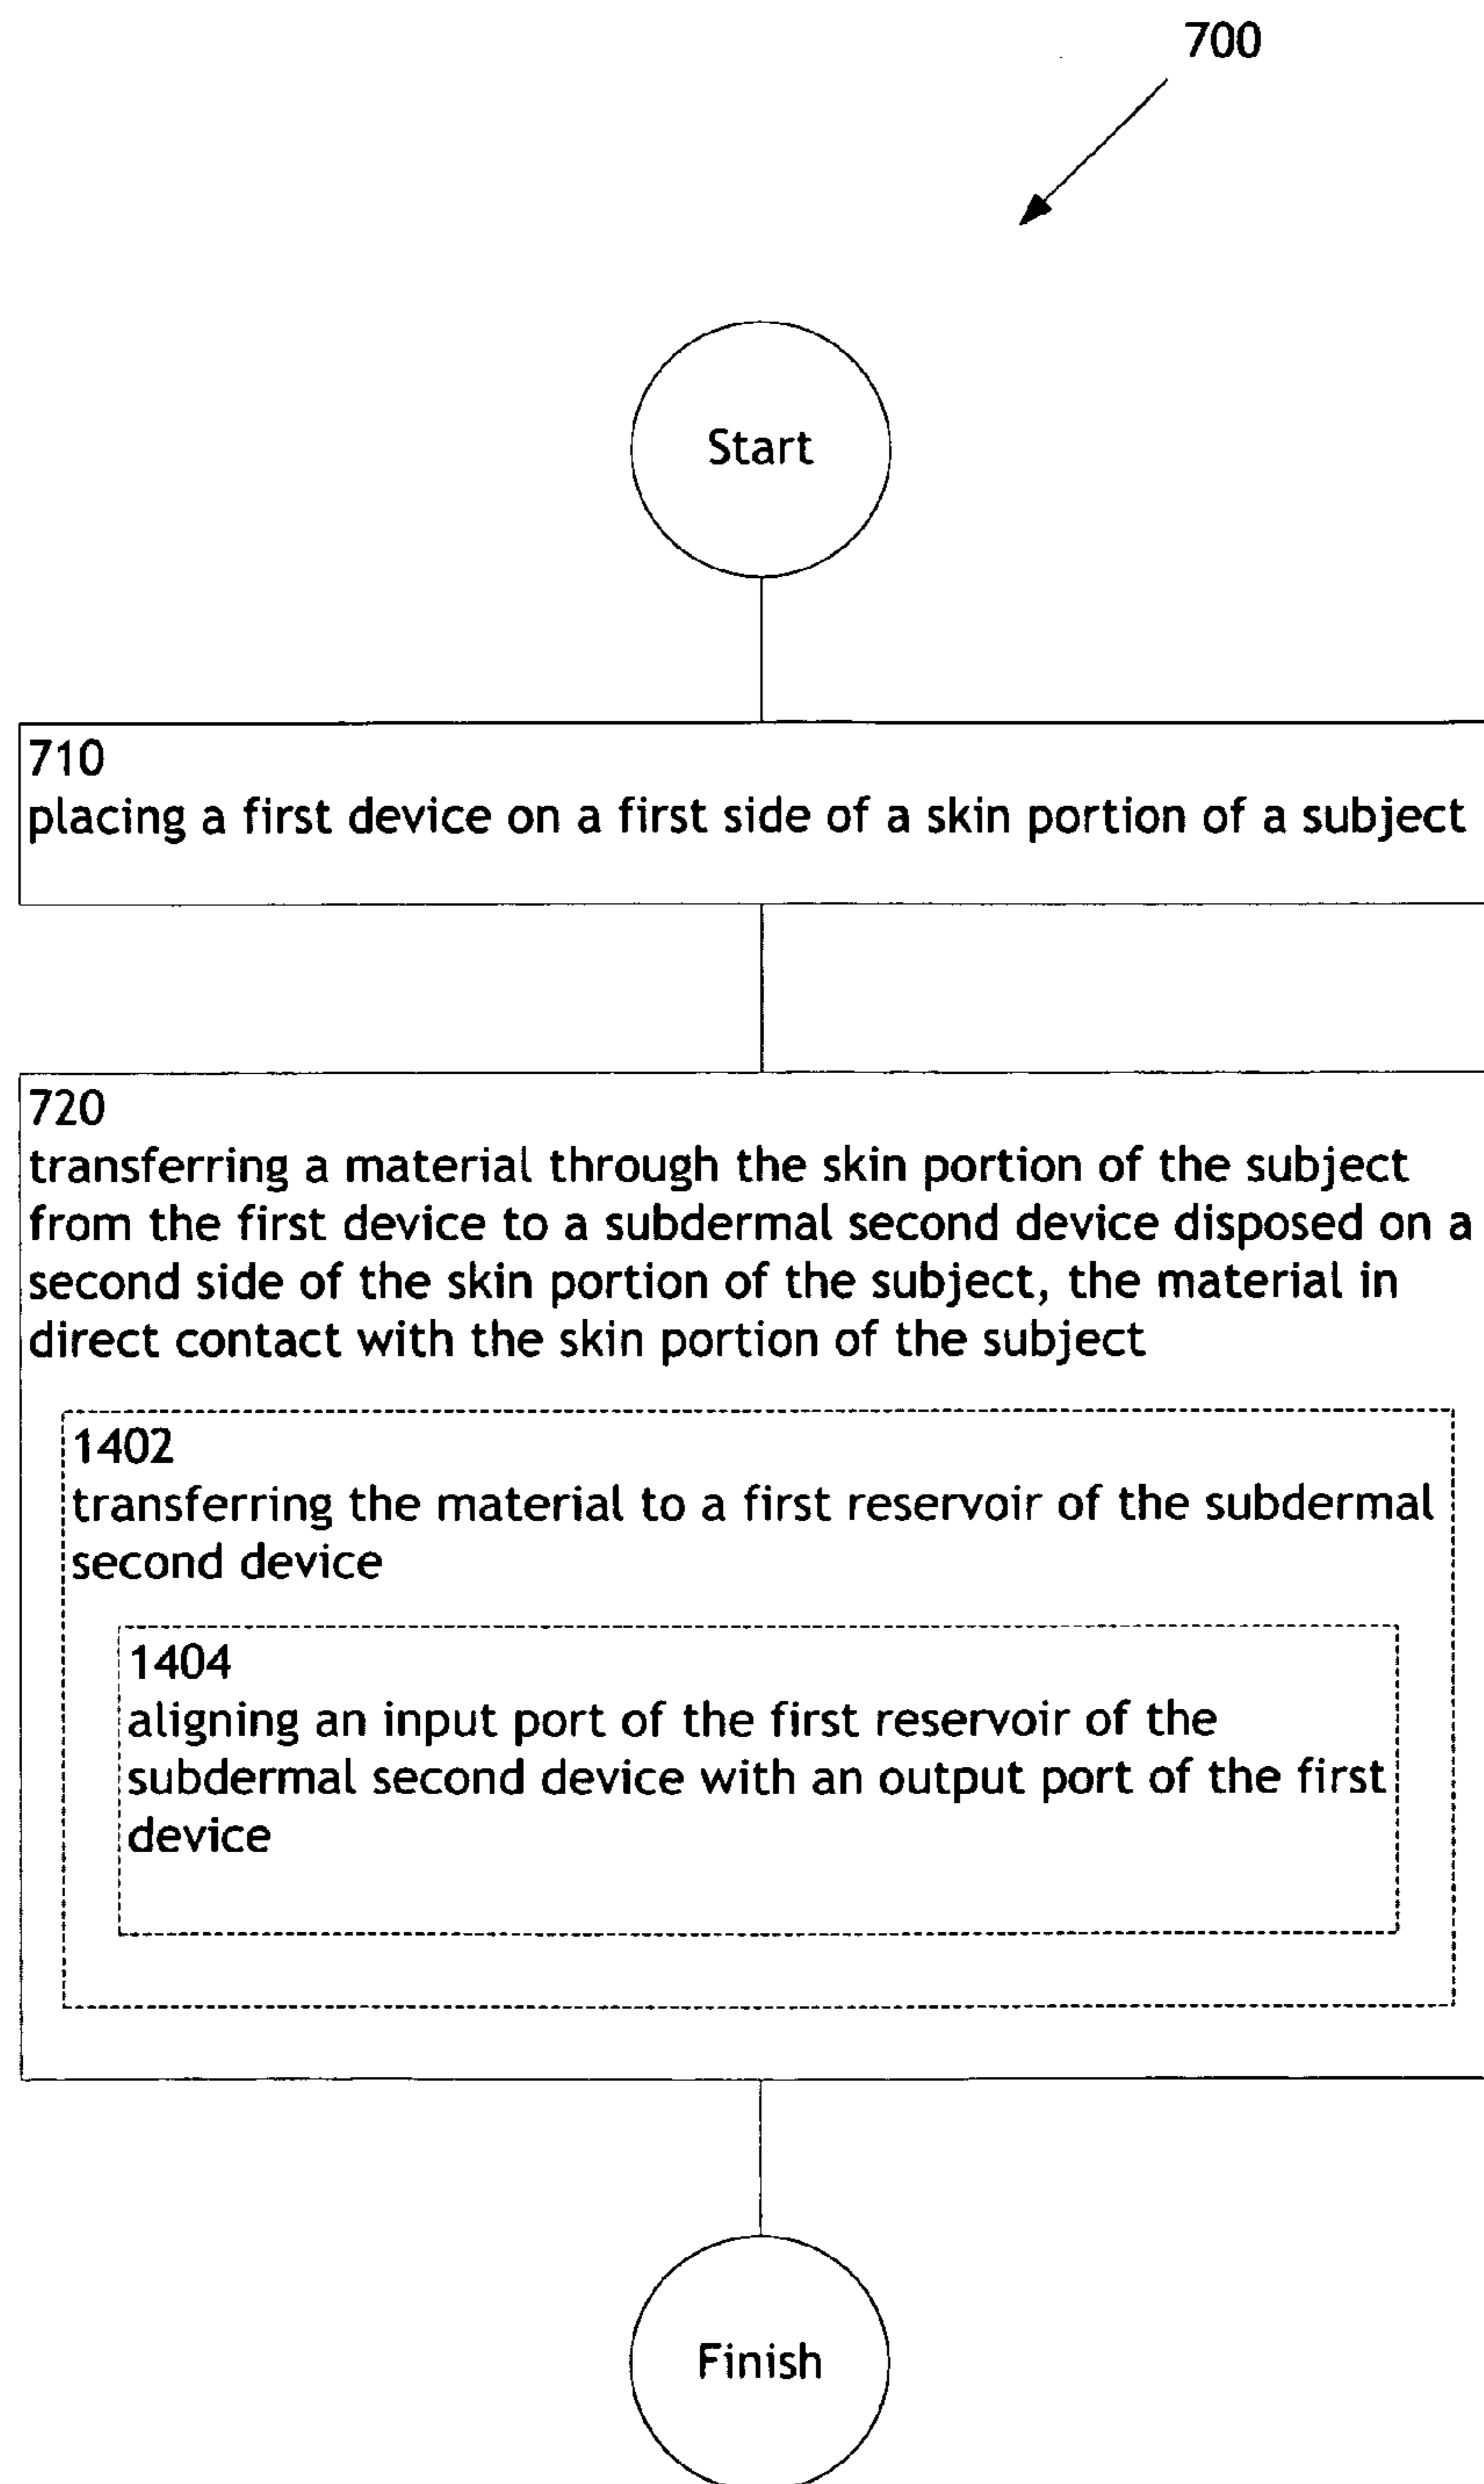 700
Start
710
placing a first device on a first side of a skin portion of a subject
720
transferring a material through the skin portion of the subject
from the first device to a subdermal second device disposed on a
second side of the skin portion of the subject, the material in
direct contact with the skin portion of the subject
1402
transferring the material to a first reservoir of the subdermal
second device
1404
aligning an input port of the first reservoir of the
subdermal second device with an output port of the first
device
Finish